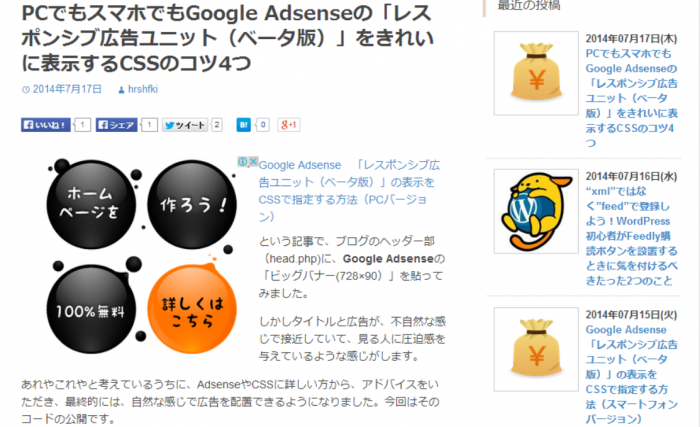 PCでもスマホでもGoogle Adsenseの「レス
ポンシブ広告ユニット（ベータ版）」をきれい
に表示するCSSのコツ4つ
2014年7月17日 hrshfki
いいね！ 1 シェア 1 ツイート 2 B! 0 g+1
ホーム
ページを
作ろう！
100%無料
詳しくは
こちら
Google Adsense 「レスポンシブ広
告ユニット（ベータ版）」の表示を
CSSで指定する方法（PCバージョ
ン）
という記事で、ブログのヘッダー部
（head.php)に、Google Adsenseの
「ビッグバナー(728×90）」を貼って
みました。
しかしタイトルと広告が、不自然な感
じで接近していて、見る人に圧迫感を
与えているような感じがします。
あれやこれやと考えているうちに、AdsenseやCSSに詳しい方から、アドバイスをい
ただき、最終的には、自然な感じで広告を配置できるようになりました。今回はその
コードの公開です。
最近の投稿
2014年07月17日(木)
PCでもスマホでも
Google Adsenseの
「レスポンシブ広告
ユニット（ベータ
版）」をきれいに表
示するCSSのコツ4
つ
2014年07月16日(水)
“xml”ではな
く”feed”で登録し
よう！WordPress
初心者がFeedly購
読ボタンを設置する
ときに気を付けるべ
きたった2つのこと
2014年07月15日(火)
Google Adsense
「レスポンシブ広告
ユニット（ベータ
版）」の表示を
CSSで指定する方
法（スマートフォン
バージョン）